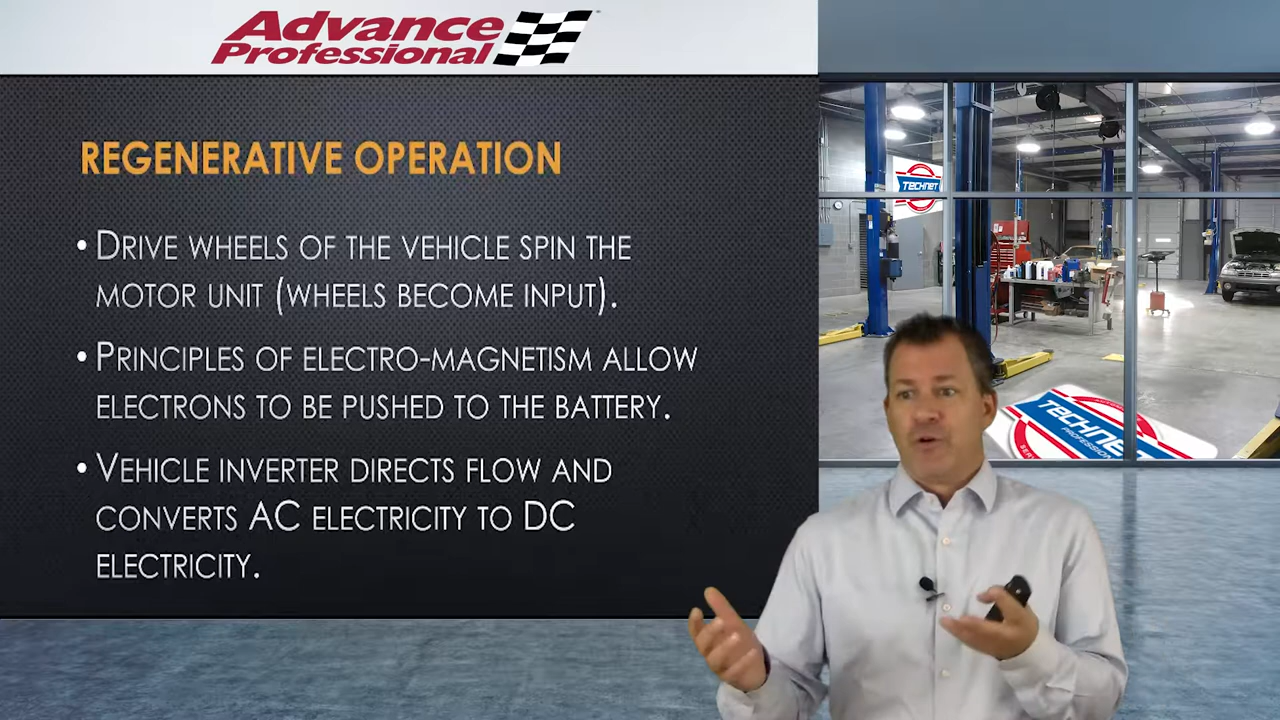 Advance
Professional
REGENERATIVE OPERATION
• DRIVE WHEELS OF THE VEHICLE SPIN THE
MOTOR UNIT (WHEELS BECOME INPUT).
• PRINCIPLES OF ELECTRO-MAGNETISM ALLOW
ELECTRONS TO BE PUSHED TO THE BATTERY.
• VEHICLE INVERTER DIRECTS FLOW AND
CONVERTS AC ELECTRICITY TO DC
ELECTRICITY.
TECHNET
TECHNET
PROFESSIONAL